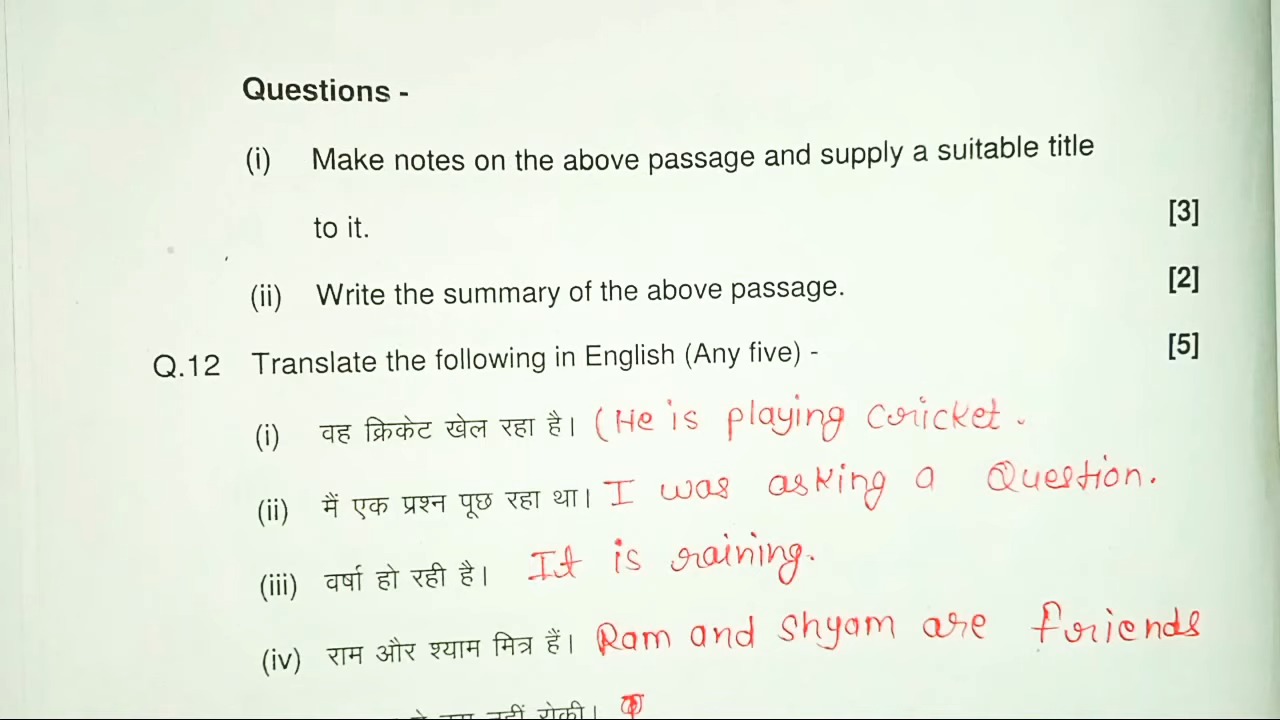 Questions -
(i) Make notes on the above passage and supply a suitable title
to it. [3]
(ii) Write the summary of the above passage. [2]
Q.12 Translate the following in English (Any five) - [5]
(i) वह क्रिकेट खेल रहा है। (He is playing cricket.
(ii) मैं एक प्रश्न पूछ रहा था। I was asking a Question.
(iii) वर्षा हो रही है। It is raining.
(iv) राम और श्याम मित्र हैं। Ram and Shyam are friends
नहीं रोकी।